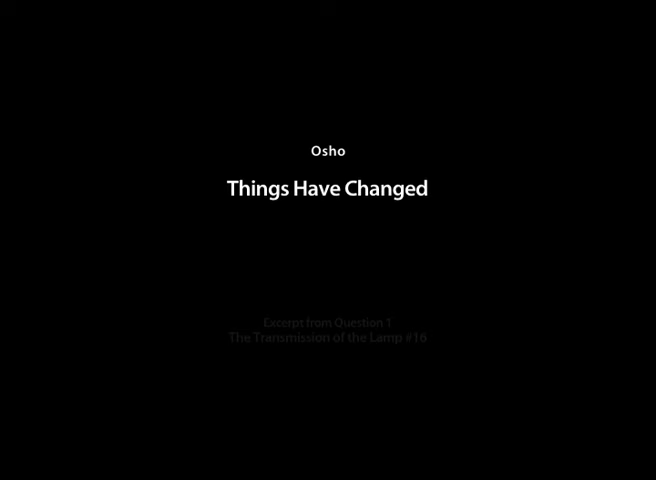 Osho
Things Have Changed
Excerpt from Question 1
The Transmission of the Lamp #16